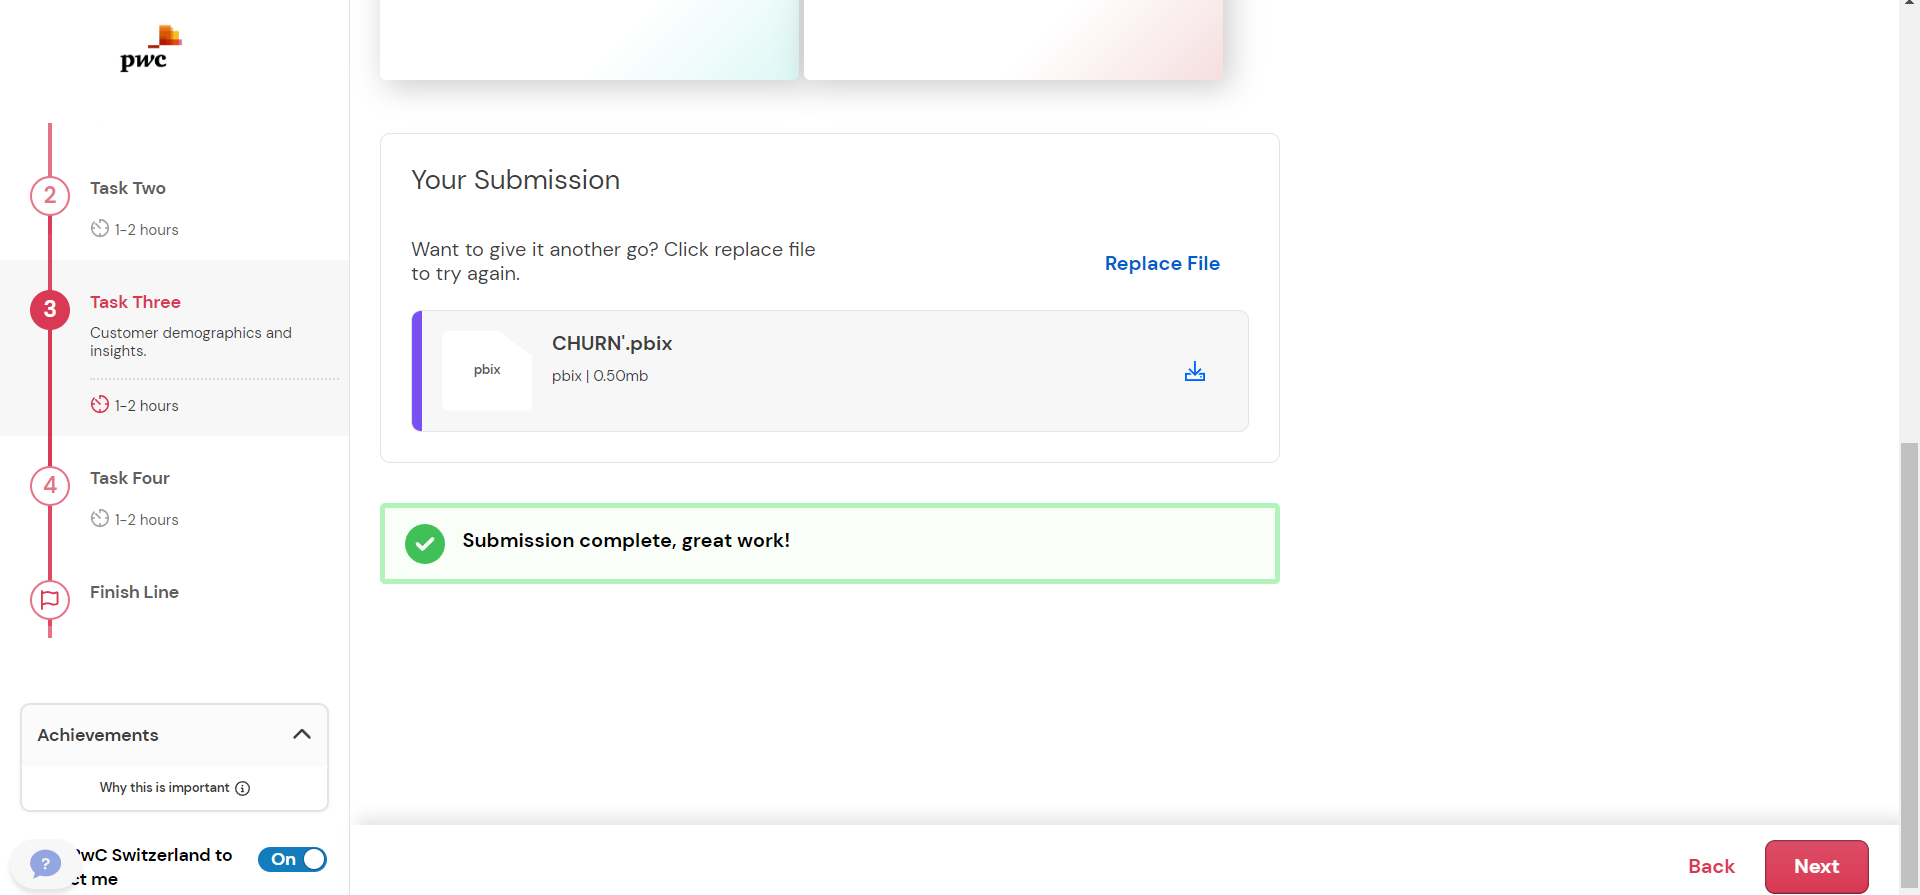 pwc
2
Task Two
1-2 hours
3
Task Three
Customer demographics and
insights.
1-2 hours
4
Task Four
1-2 hours
Finish Line
Achievements
Why this is important
PwC Switzerland to
ct me
On
?
Your Submission
Want to give it another go? Click replace file
to try again.
Replace File
pbix
CHURN'.pbix
pbix | 0.50mb
Submission complete, great work!
Back
Next